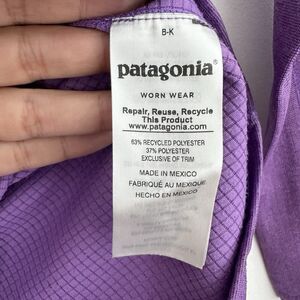 8-K
patagonia®
WORN WEAR
Repair, Reuse, Recycle
This Product
www.patagonia.com
63% RECYCLED POLYESTER
37% POLYESTER
EXCLUSIVE OF TRIM
MADE IN MEXICO
FABRIQUÉ AU MEXIQUE
HECHO EN MÉXICO